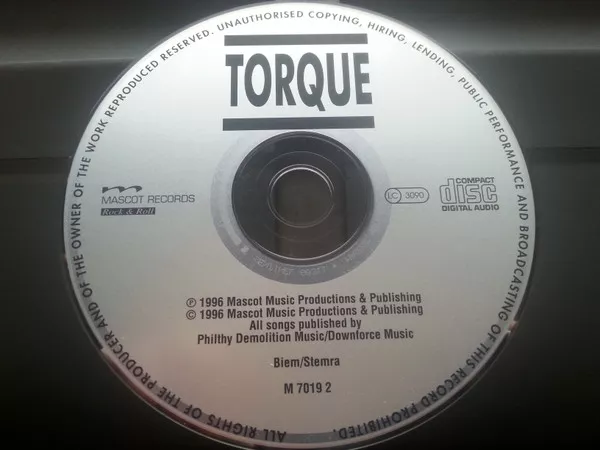 ALL RIGHTS OF THE PRODUCER AND OF THE OWNER OF THE WORK REPRODUCED RESERVED. UNAUTHORISED COPYING, HIRING, LENDING, PUBLIC PERFORMANCE AND BROADCASTING OF THIS RECORD PROHIBITED.
TORQUE
MASCOT RECORDS
Rock & Roll
LC 3090
COMPACT
disc
DIGITAL AUDIO
℗ 1996 Mascot Music Productions & Publishing
© 1996 Mascot Music Productions & Publishing
All songs published by
Philthy Demolition Music/Downforce Music
Biem/Stemra
M 7019 2